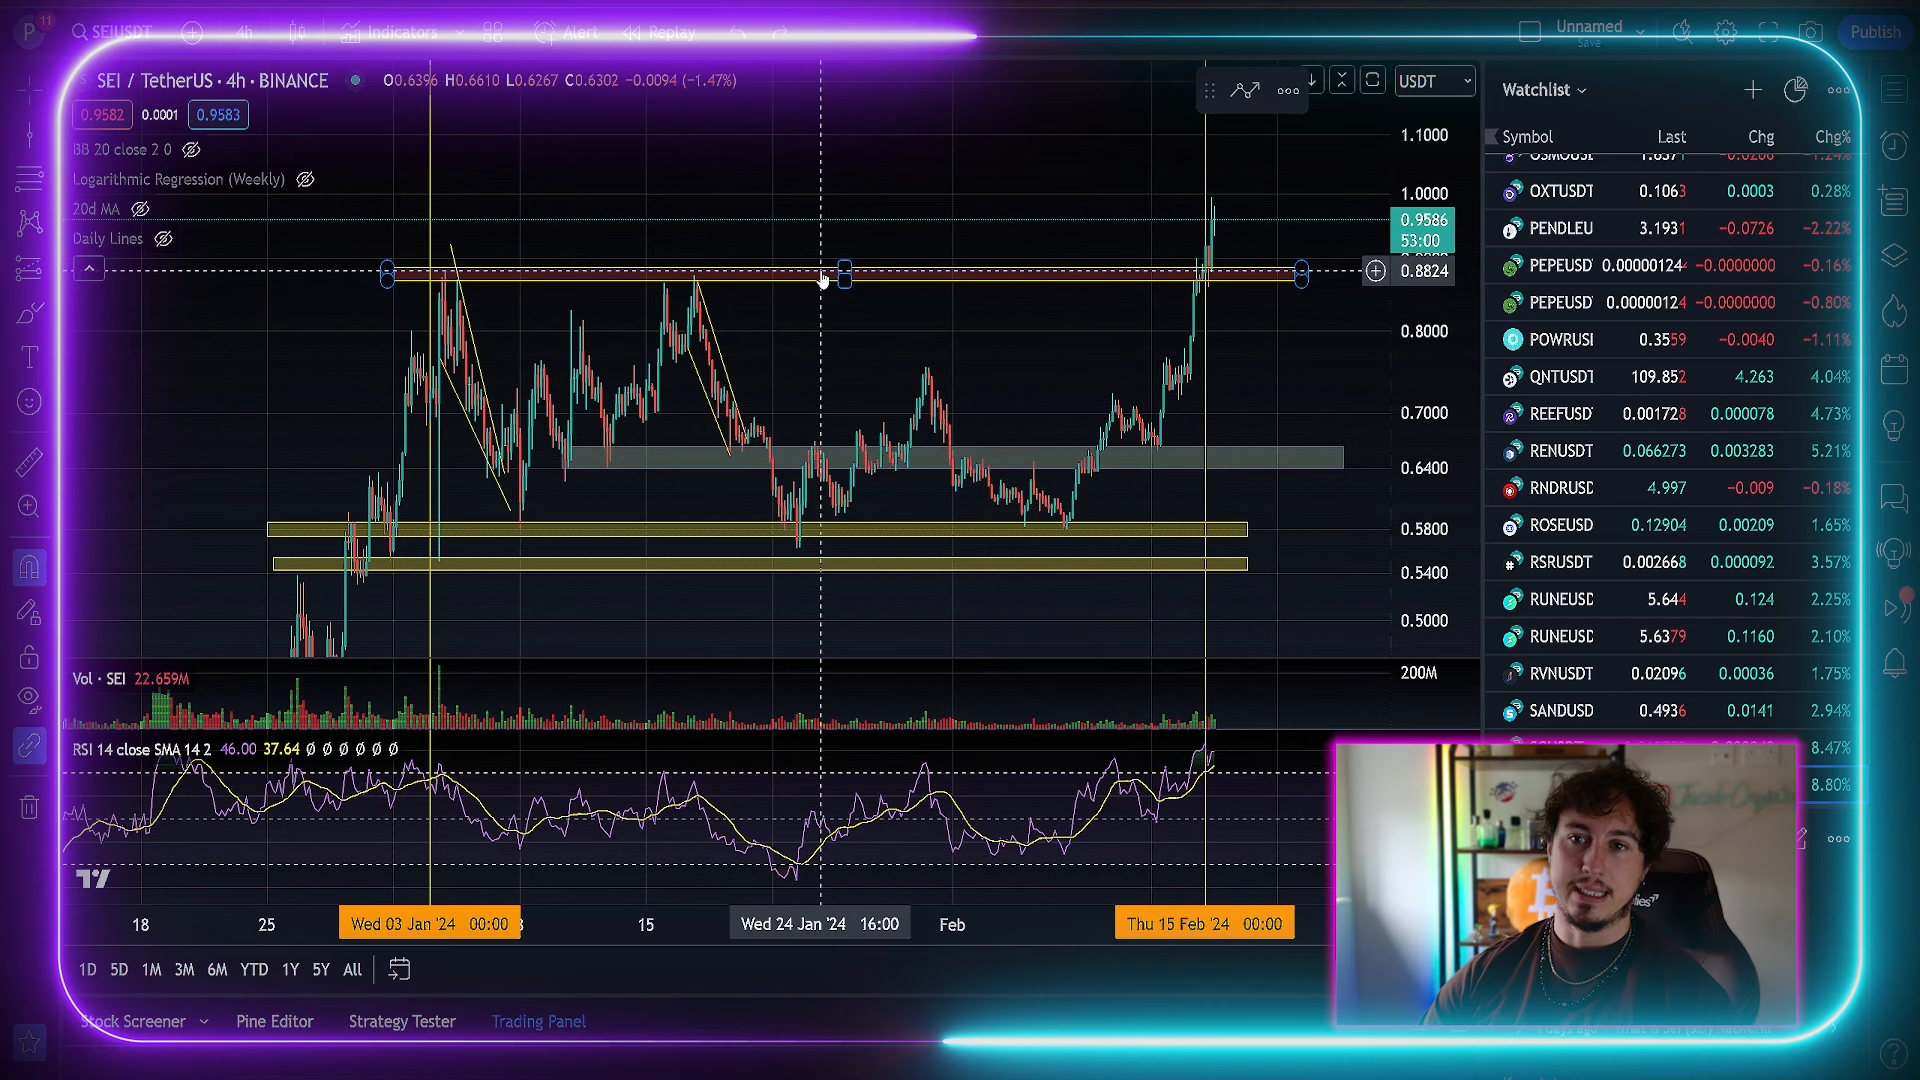 P 11 SEIUSDT 4h Indicators Alert Replay Unnamed Save Publish
SEI / TetherUS · 4h · BINANCE O0.6396 H0.6610 L0.6267 C0.6302 −0.0094 (−1.47%) USDT
0.9582 0.0001 0.9583
BB 20 close 2 0
Logarithmic Regression (Weekly)
20d MA
Daily Lines
1.1000
1.0000
0.9586
53:00
0.8824
0.8000
0.7000
0.6400
0.5800
0.5400
0.5000
Vol · SEI 22.659M
200M
RSI 14 close SMA 14 2 46.00 37.64 Ø Ø Ø Ø Ø Ø
18 25 Wed 03 Jan '24 00:00 15 Wed 24 Jan '24 16:00 Feb Thu 15 Feb '24 00:00
1D 5D 1M 3M 6M YTD 1Y 5Y All
Stock Screener Pine Editor Strategy Tester Trading Panel
Watchlist
Symbol Last Chg Chg%
OXTUSDT 0.1063 0.0003 0.28%
PENDLEU 3.1931 −0.0726 −2.22%
PEPEUSD 0.00000124 −0.0000000 −0.16%
PEPEUSD 0.00000124 −0.0000000 −0.80%
POWRUSI 0.3559 −0.0040 −1.11%
QNTUSDT 109.852 4.263 4.04%
REEFUSD 0.001728 0.000078 4.73%
RENUSDT 0.066273 0.003283 5.21%
RNDRUSD 4.997 −0.009 −0.18%
ROSEUSD 0.12904 0.00209 1.65%
RSRUSDT 0.002668 0.000092 3.57%
RUNEUSD 5.644 0.124 2.25%
RUNEUSD 5.6379 0.1160 2.10%
RVNUSDT 0.02096 0.00036 1.75%
SANDUSD 0.4936 0.0141 2.94%
8.47%
8.80%